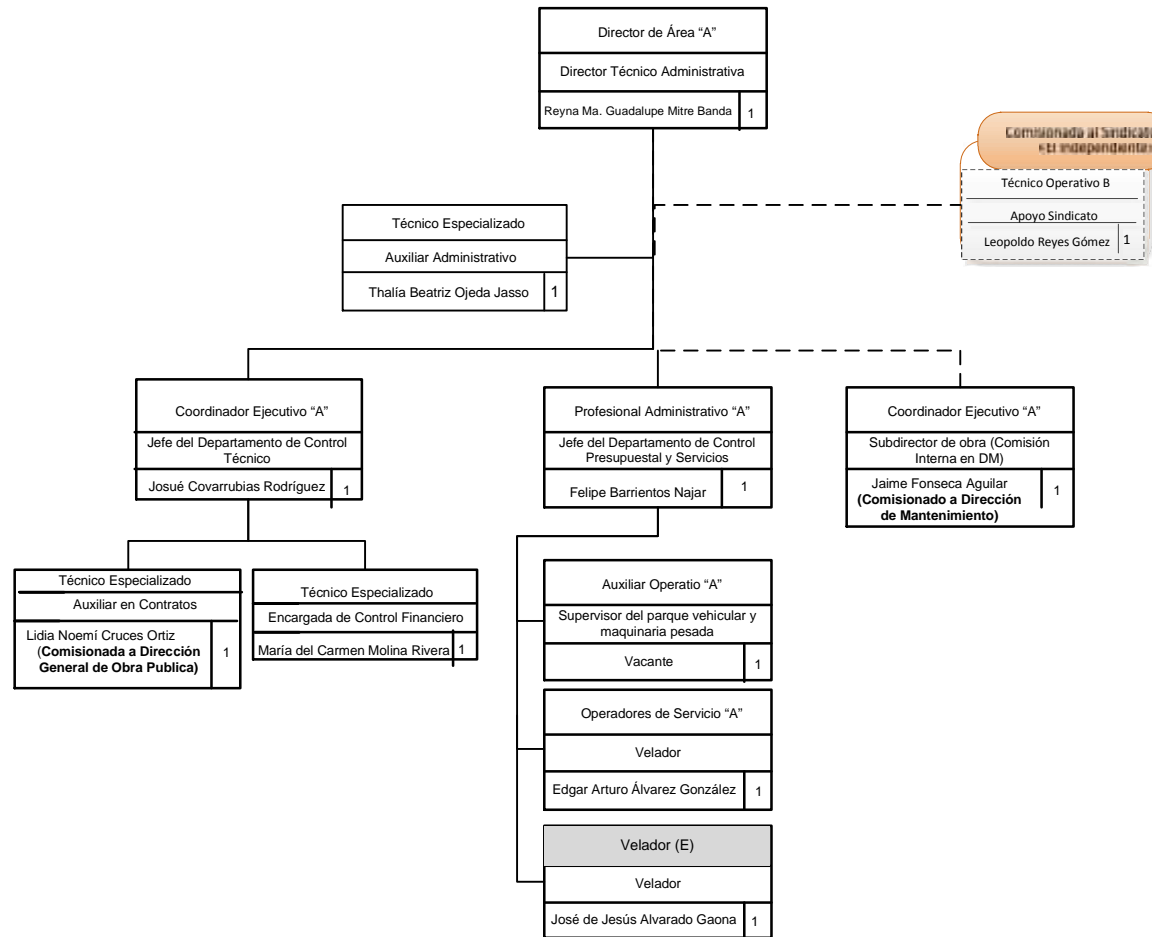 Director de Área “A”
Director Técnico Administrativa
Reyna Ma. Guadalupe Mitre Banda 1
Comisionada al Sindicato
Técnico Operativo B
Apoyo Sindicato
Leopoldo Reyes Gómez 1
Técnico Especializado
Auxiliar Administrativo
Thalía Beatriz Ojeda Jasso 1
Coordinador Ejecutivo “A”
Jefe del Departamento de Control
Técnico
Josué Covarrubias Rodríguez 1
Profesional Administrativo “A”
Jefe del Departamento de Control
Presupuestal y Servicios
Felipe Barrientos Najar 1
Coordinador Ejecutivo “A”
Subdirector de obra (Comisión
Interna en DM)
Jaime Fonseca Aguilar 1
(Comisionado a Dirección
de Mantenimiento)
Técnico Especializado
Auxiliar en Contratos
Lidia Noemí Cruces Ortiz 1
(Comisionada a Dirección
General de Obra Publica)
Técnico Especializado
Encargada de Control Financiero
María del Carmen Molina Rivera 1
Auxiliar Operatio “A”
Supervisor del parque vehicular y
maquinaria pesada
Vacante 1
Operadores de Servicio “A”
Velador
Edgar Arturo Álvarez González 1
Velador (E)
Velador
José de Jesús Alvarado Gaona 1